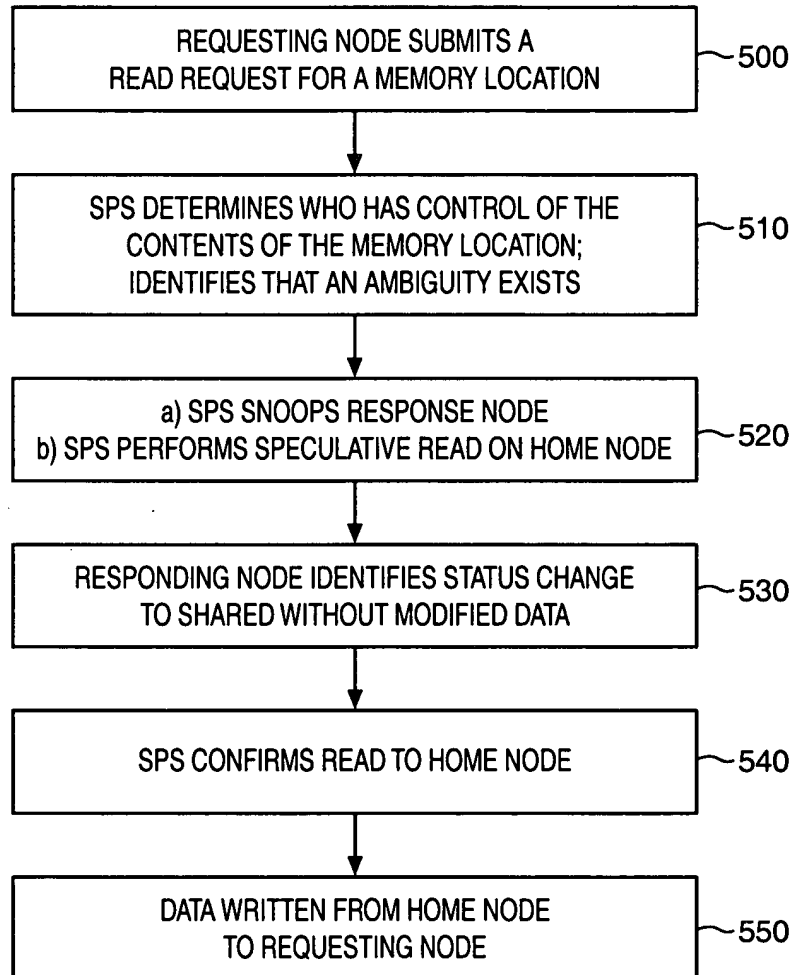 REQUESTING NODE SUBMITS A
READ REQUEST FOR A MEMORY LOCATION
500
SPS DETERMINES WHO HAS CONTROL OF THE
CONTENTS OF THE MEMORY LOCATION;
IDENTIFIES THAT AN AMBIGUITY EXISTS
510
a) SPS SNOOPS RESPONSE NODE
b) SPS PERFORMS SPECULATIVE READ ON HOME NODE
520
RESPONDING NODE IDENTIFIES STATUS CHANGE
TO SHARED WITHOUT MODIFIED DATA
530
SPS CONFIRMS READ TO HOME NODE
540
DATA WRITTEN FROM HOME NODE
TO REQUESTING NODE
550